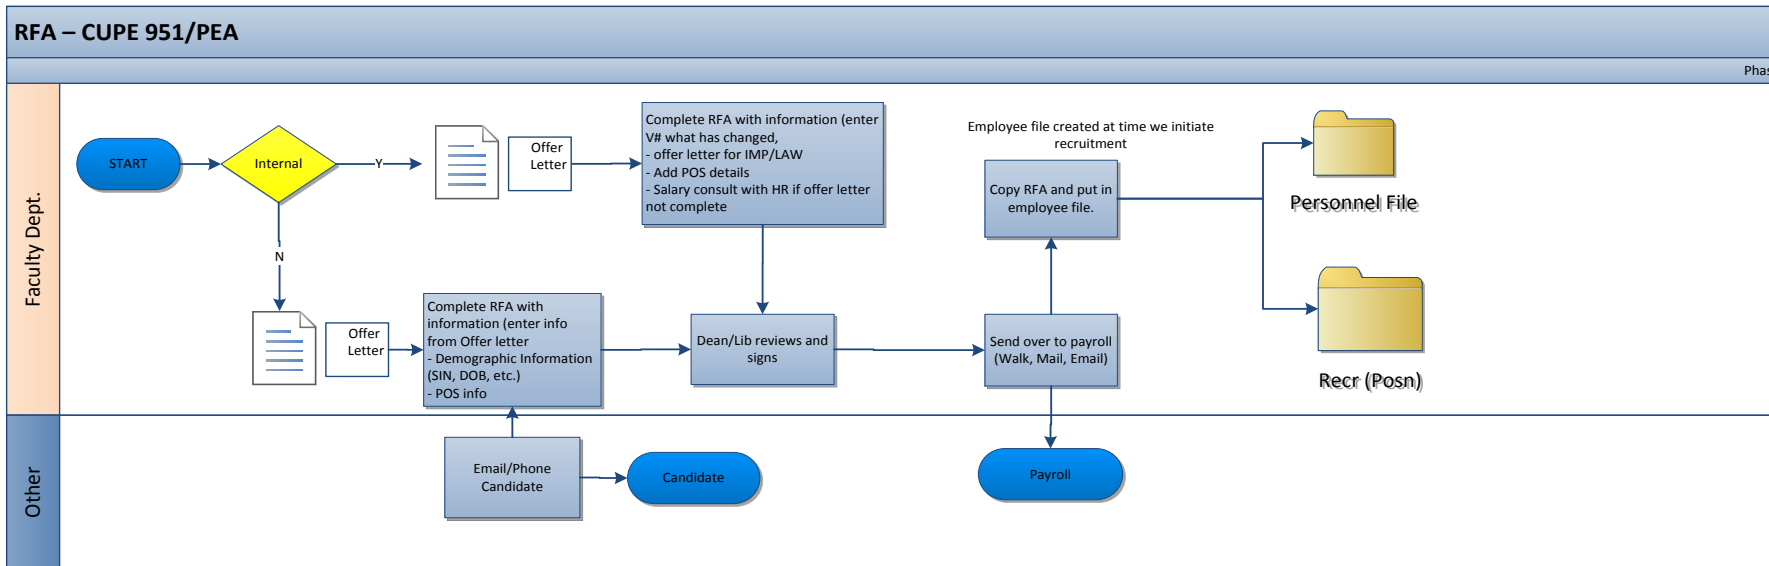 RFA – CUPE 951/PEA
Phas
Faculty Dept.
START
Internal
Y
N
Offer
Letter
Complete RFA with information (enter
V# what has changed,
- offer letter for IMP/LAW
- Add POS details
- Salary consult with HR if offer letter
not complete
Employee file created at time we initiate
recruitment
Copy RFA and put in
employee file.
Personnel File
Offer
Letter
Complete RFA with
information (enter info
from Offer letter
- Demographic Information
(SIN, DOB, etc.)
- POS info
Dean/Lib reviews and
signs
Send over to payroll
(Walk, Mail, Email)
Recr (Posn)
Other
Email/Phone
Candidate
Candidate
Payroll